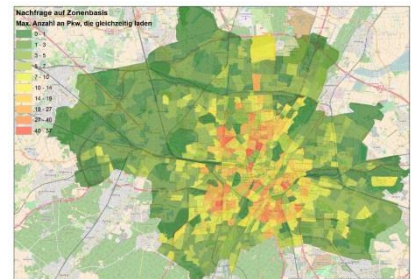 Nachfrage auf Zonenbasis
Max. Anzahl an Pkw, die gleichzeitig laden
0 - 1
1 - 3
3 - 5
5 - 7
7 - 10
10 - 14
14 - 19
19 - 27
27 - 40
40 - 57